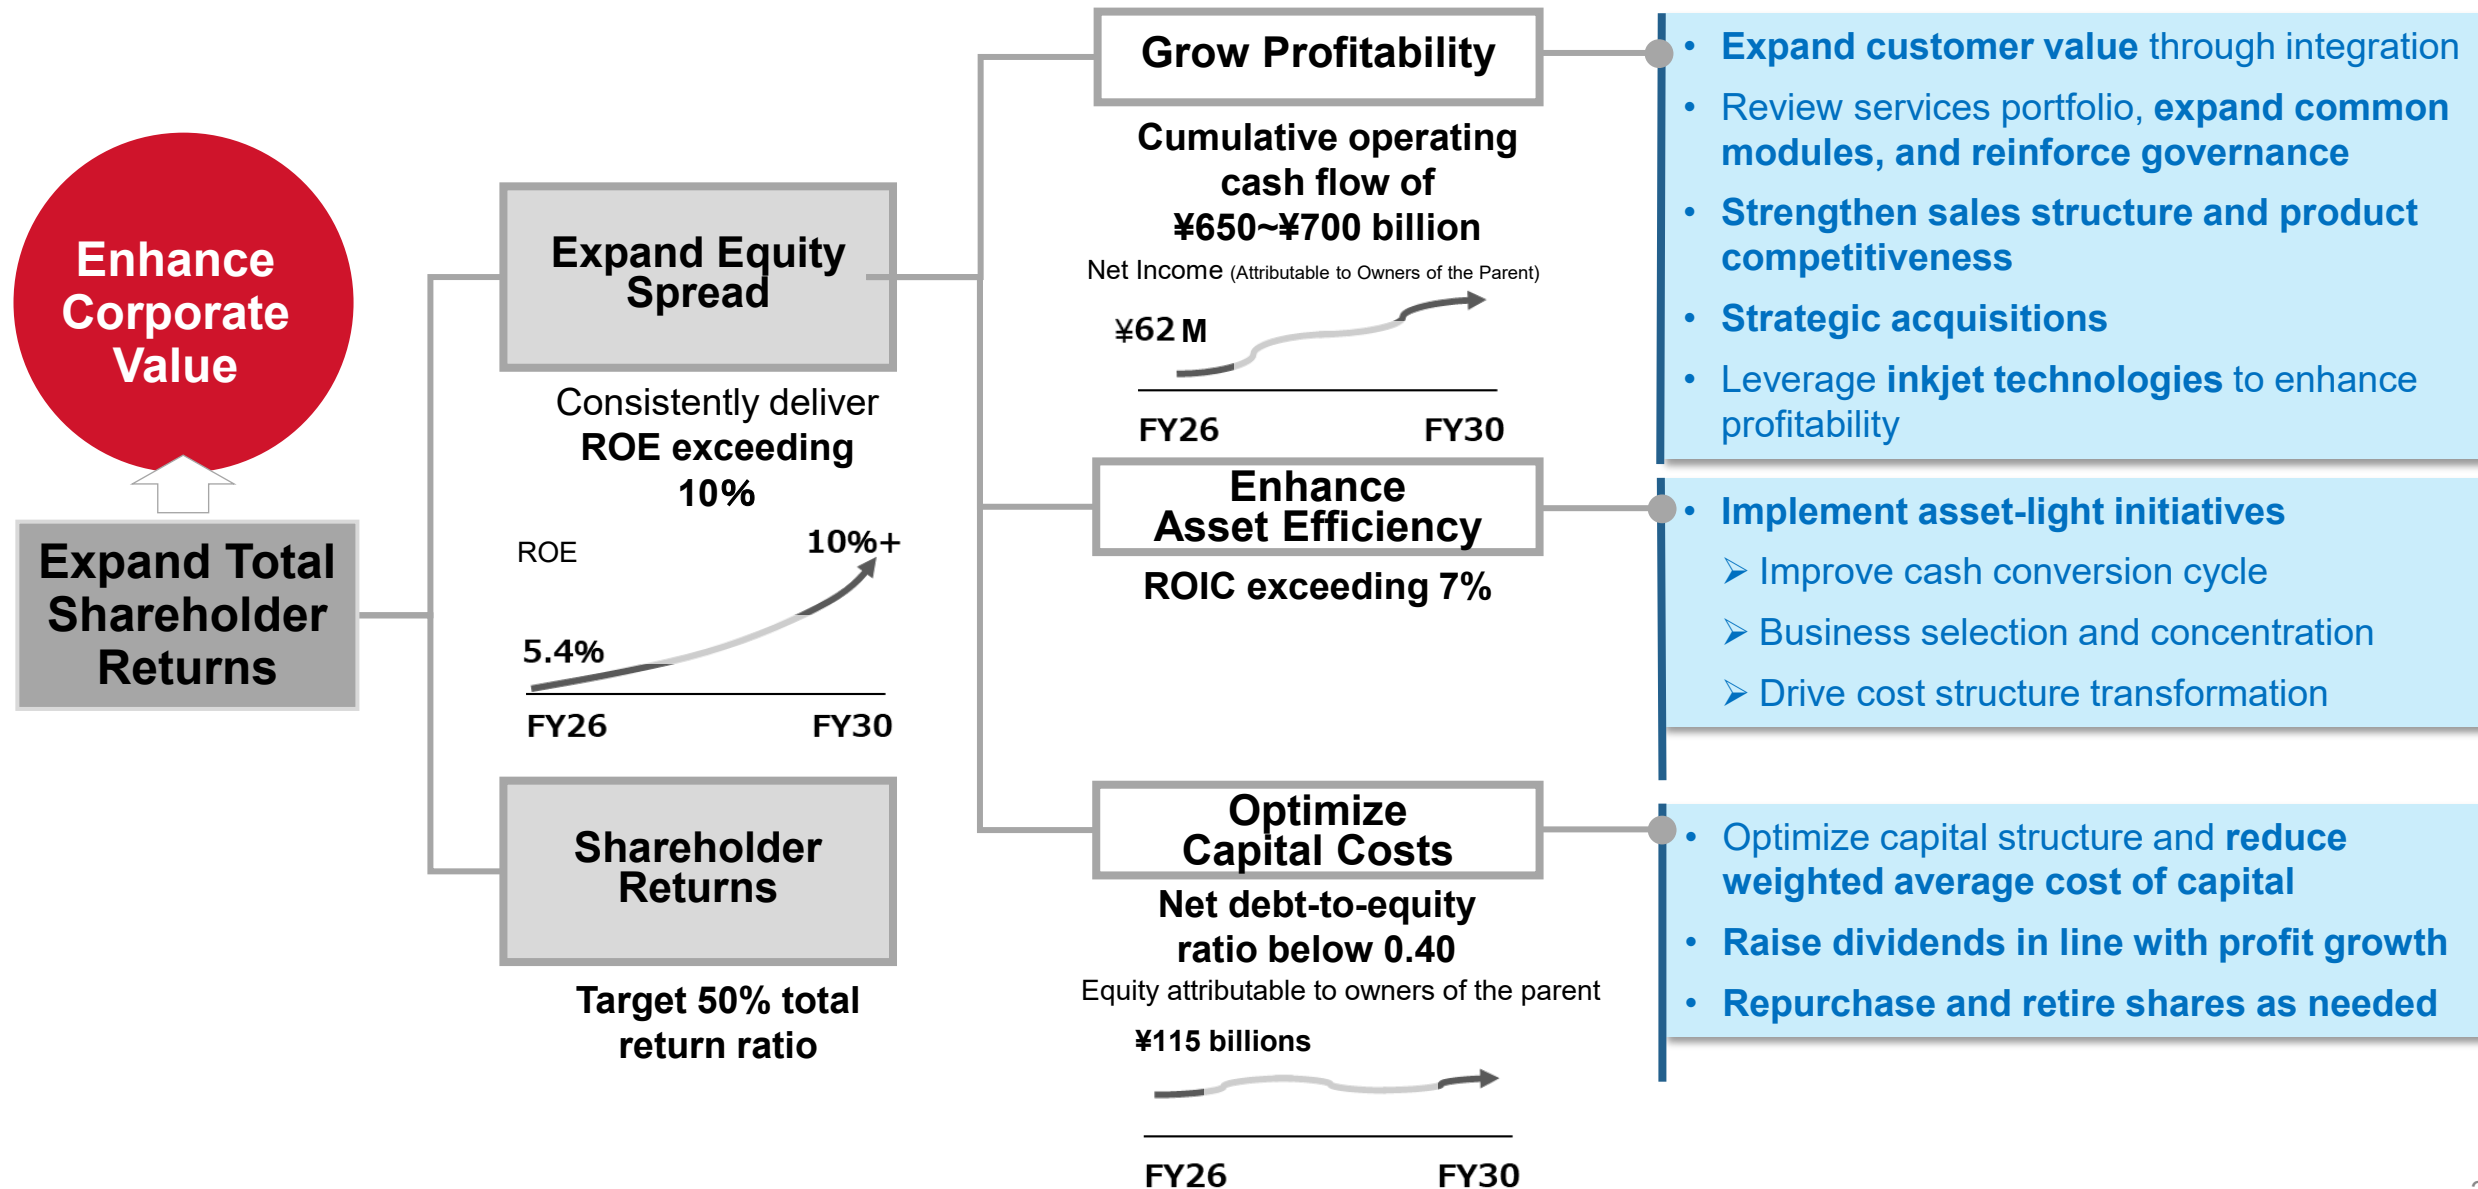 Enhance
Corporate
Value
Expand Total
Shareholder
Returns
Expand Equity
Spread
Consistently deliver
ROE exceeding
10%
ROE
10%+
5.4%
FY26
FY30
Shareholder
Returns
Target 50% total
return ratio
Grow Profitability
Cumulative operating
cash flow of
¥650~¥700 billion
Net Income (Attributable to Owners of the Parent)
¥62 M
FY26
FY30
Enhance
Asset Efficiency
ROIC exceeding 7%
Optimize
Capital Costs
Net debt-to-equity
ratio below 0.40
Equity attributable to owners of the parent
¥115 billions
FY26
FY30
• Expand customer value through integration
• Review services portfolio, expand common
modules, and reinforce governance
• Strengthen sales structure and product
competitiveness
• Strategic acquisitions
• Leverage inkjet technologies to enhance
profitability
• Implement asset-light initiatives
➢ Improve cash conversion cycle
➢ Business selection and concentration
➢ Drive cost structure transformation
• Optimize capital structure and reduce
weighted average cost of capital
• Raise dividends in line with profit growth
• Repurchase and retire shares as needed